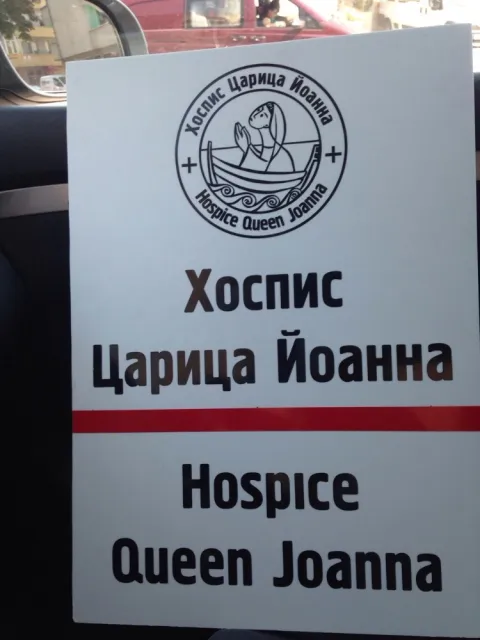 Хоспис Царица Йоанна
Hospice Queen Joanna
Хоспис
Царица Йоанна
Hospice
Queen Joanna